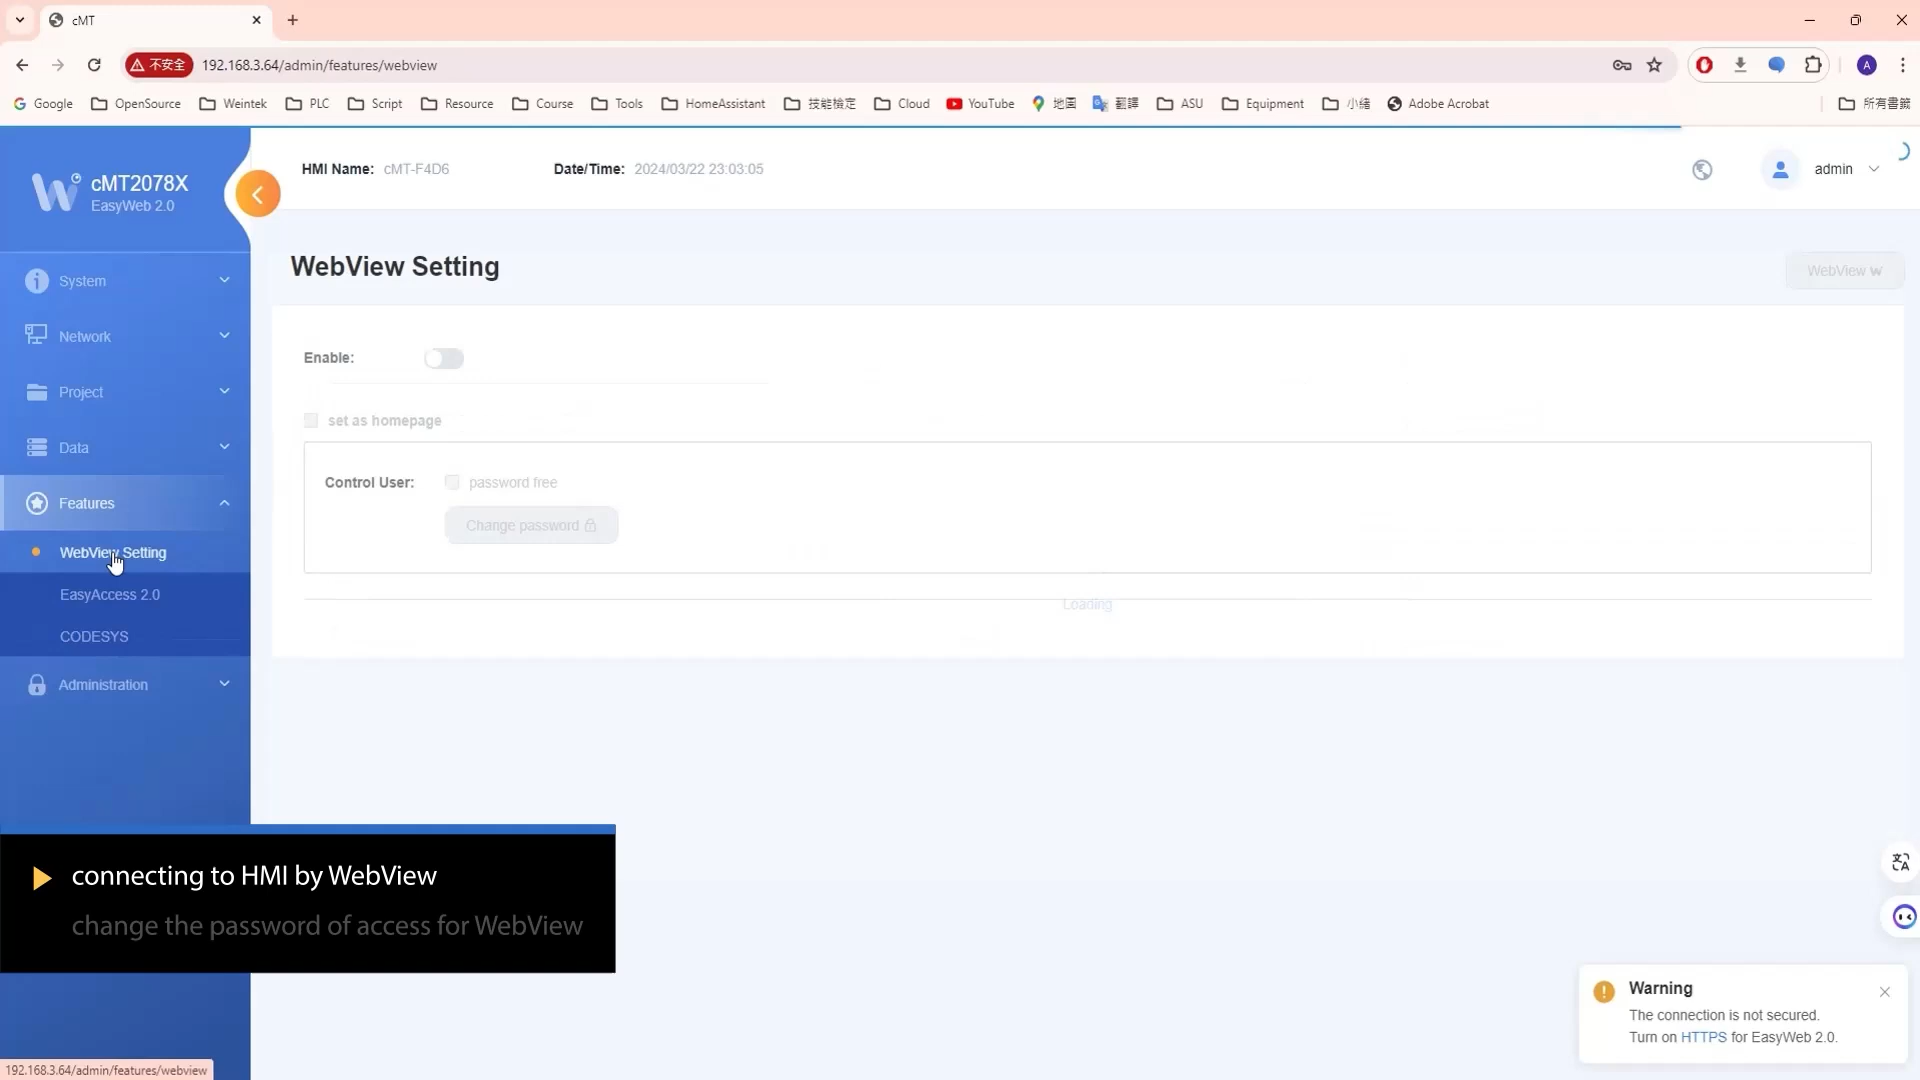 cMT
不安全
192.168.3.64/admin/features/webview
A
Google
OpenSource
Weintek
PLC
Script
Resource
Course
Tools
HomeAssistant
技能檢定
Cloud
YouTube
地圖
翻譯
ASU
Equipment
小緒
Adobe Acrobat
所有書籤
cMT2078X
EasyWeb 2.0
HMI Name: cMT-F4D6
Date/Time: 2024/03/22 23:03:05
admin
WebView Setting
WebView
System
Network
Project
Data
Features
WebView Setting
EasyAccess 2.0
CODESYS
Administration
Enable:
set as homepage
Control User:
password free
Change password
Loading
connecting to HMI by WebView
change the password of access for WebView
Warning
The connection is not secured.
Turn on HTTPS for EasyWeb 2.0.
192.168.3.64/admin/features/webview